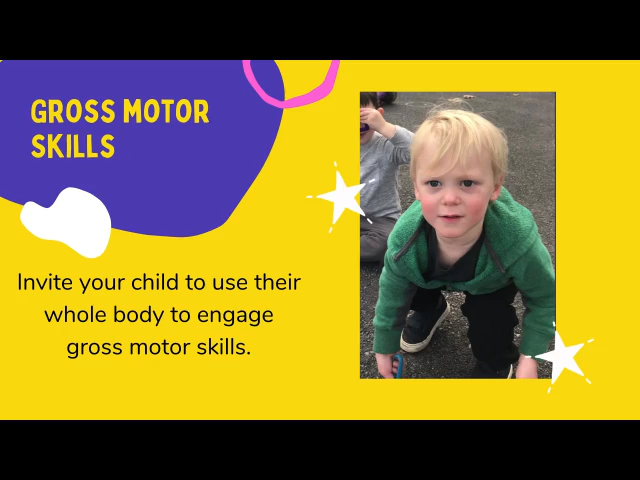 GROSS MOTOR
SKILLS
Invite your child to use their
whole body to engage
gross motor skills.